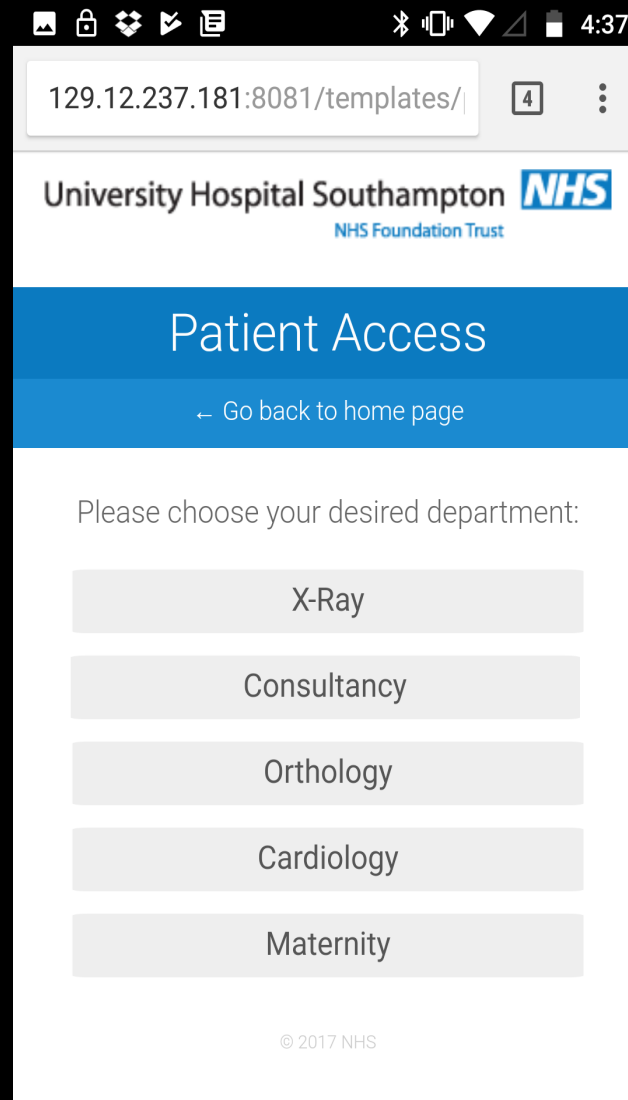 4:37
129.12.237.181:8081/templates/
4
University Hospital Southampton NHS
NHS Foundation Trust
Patient Access
← Go back to home page
Please choose your desired department:
X-Ray
Consultancy
Orthology
Cardiology
Maternity
© 2017 NHS